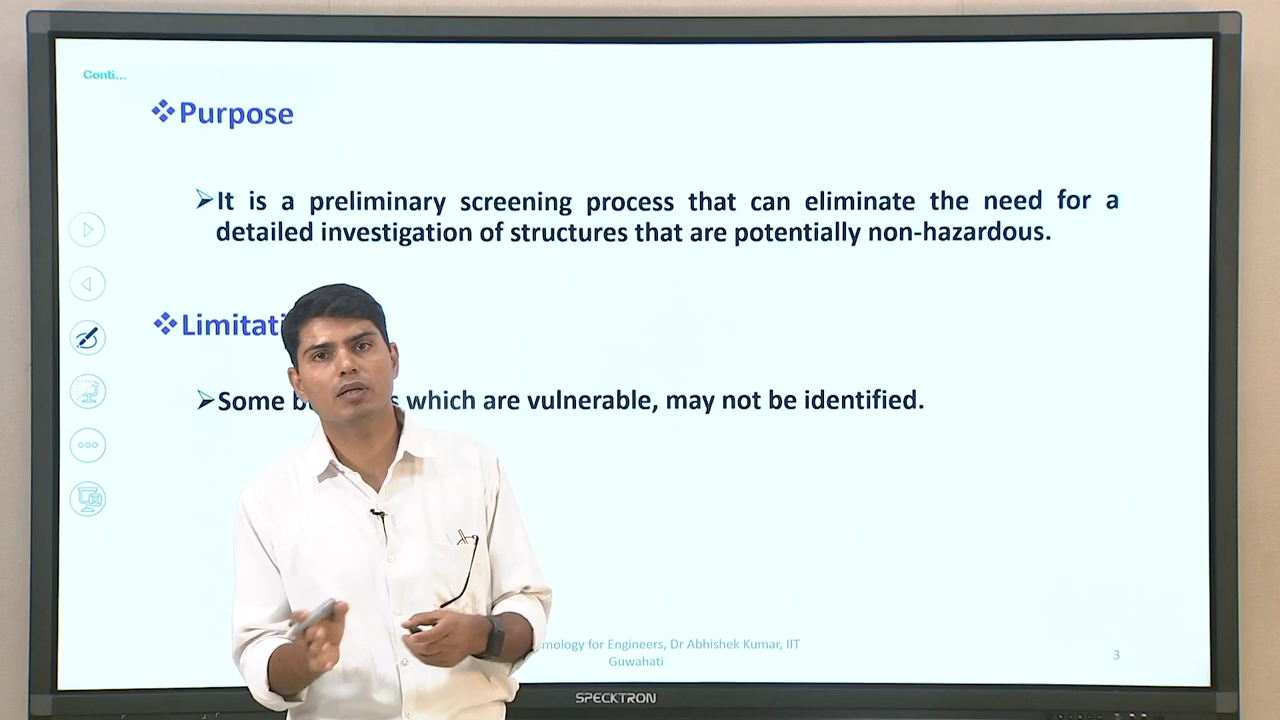 Conti...
Purpose
It is a preliminary screening process that can eliminate the need for a
detailed investigation of structures that are potentially non-hazardous.
Some which are vulnerable, may not be identified.
for Engineers, Dr Abhishek Kumar, IIT
Guwahati
3
SPECKTRON